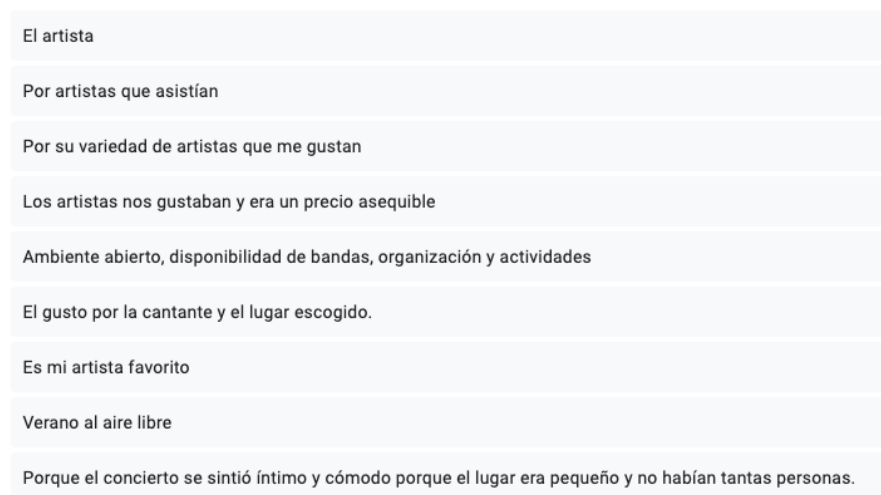 El artista
Por artistas que asistían
Por su variedad de artistas que me gustan
Los artistas nos gustaban y era un precio asequible
Ambiente abierto, disponibilidad de bandas, organización y actividades
El gusto por la cantante y el lugar escogido.
Es mi artista favorito
Verano al aire libre
Porque el concierto se sintió íntimo y cómodo porque el lugar era pequeño y no habían tantas personas.